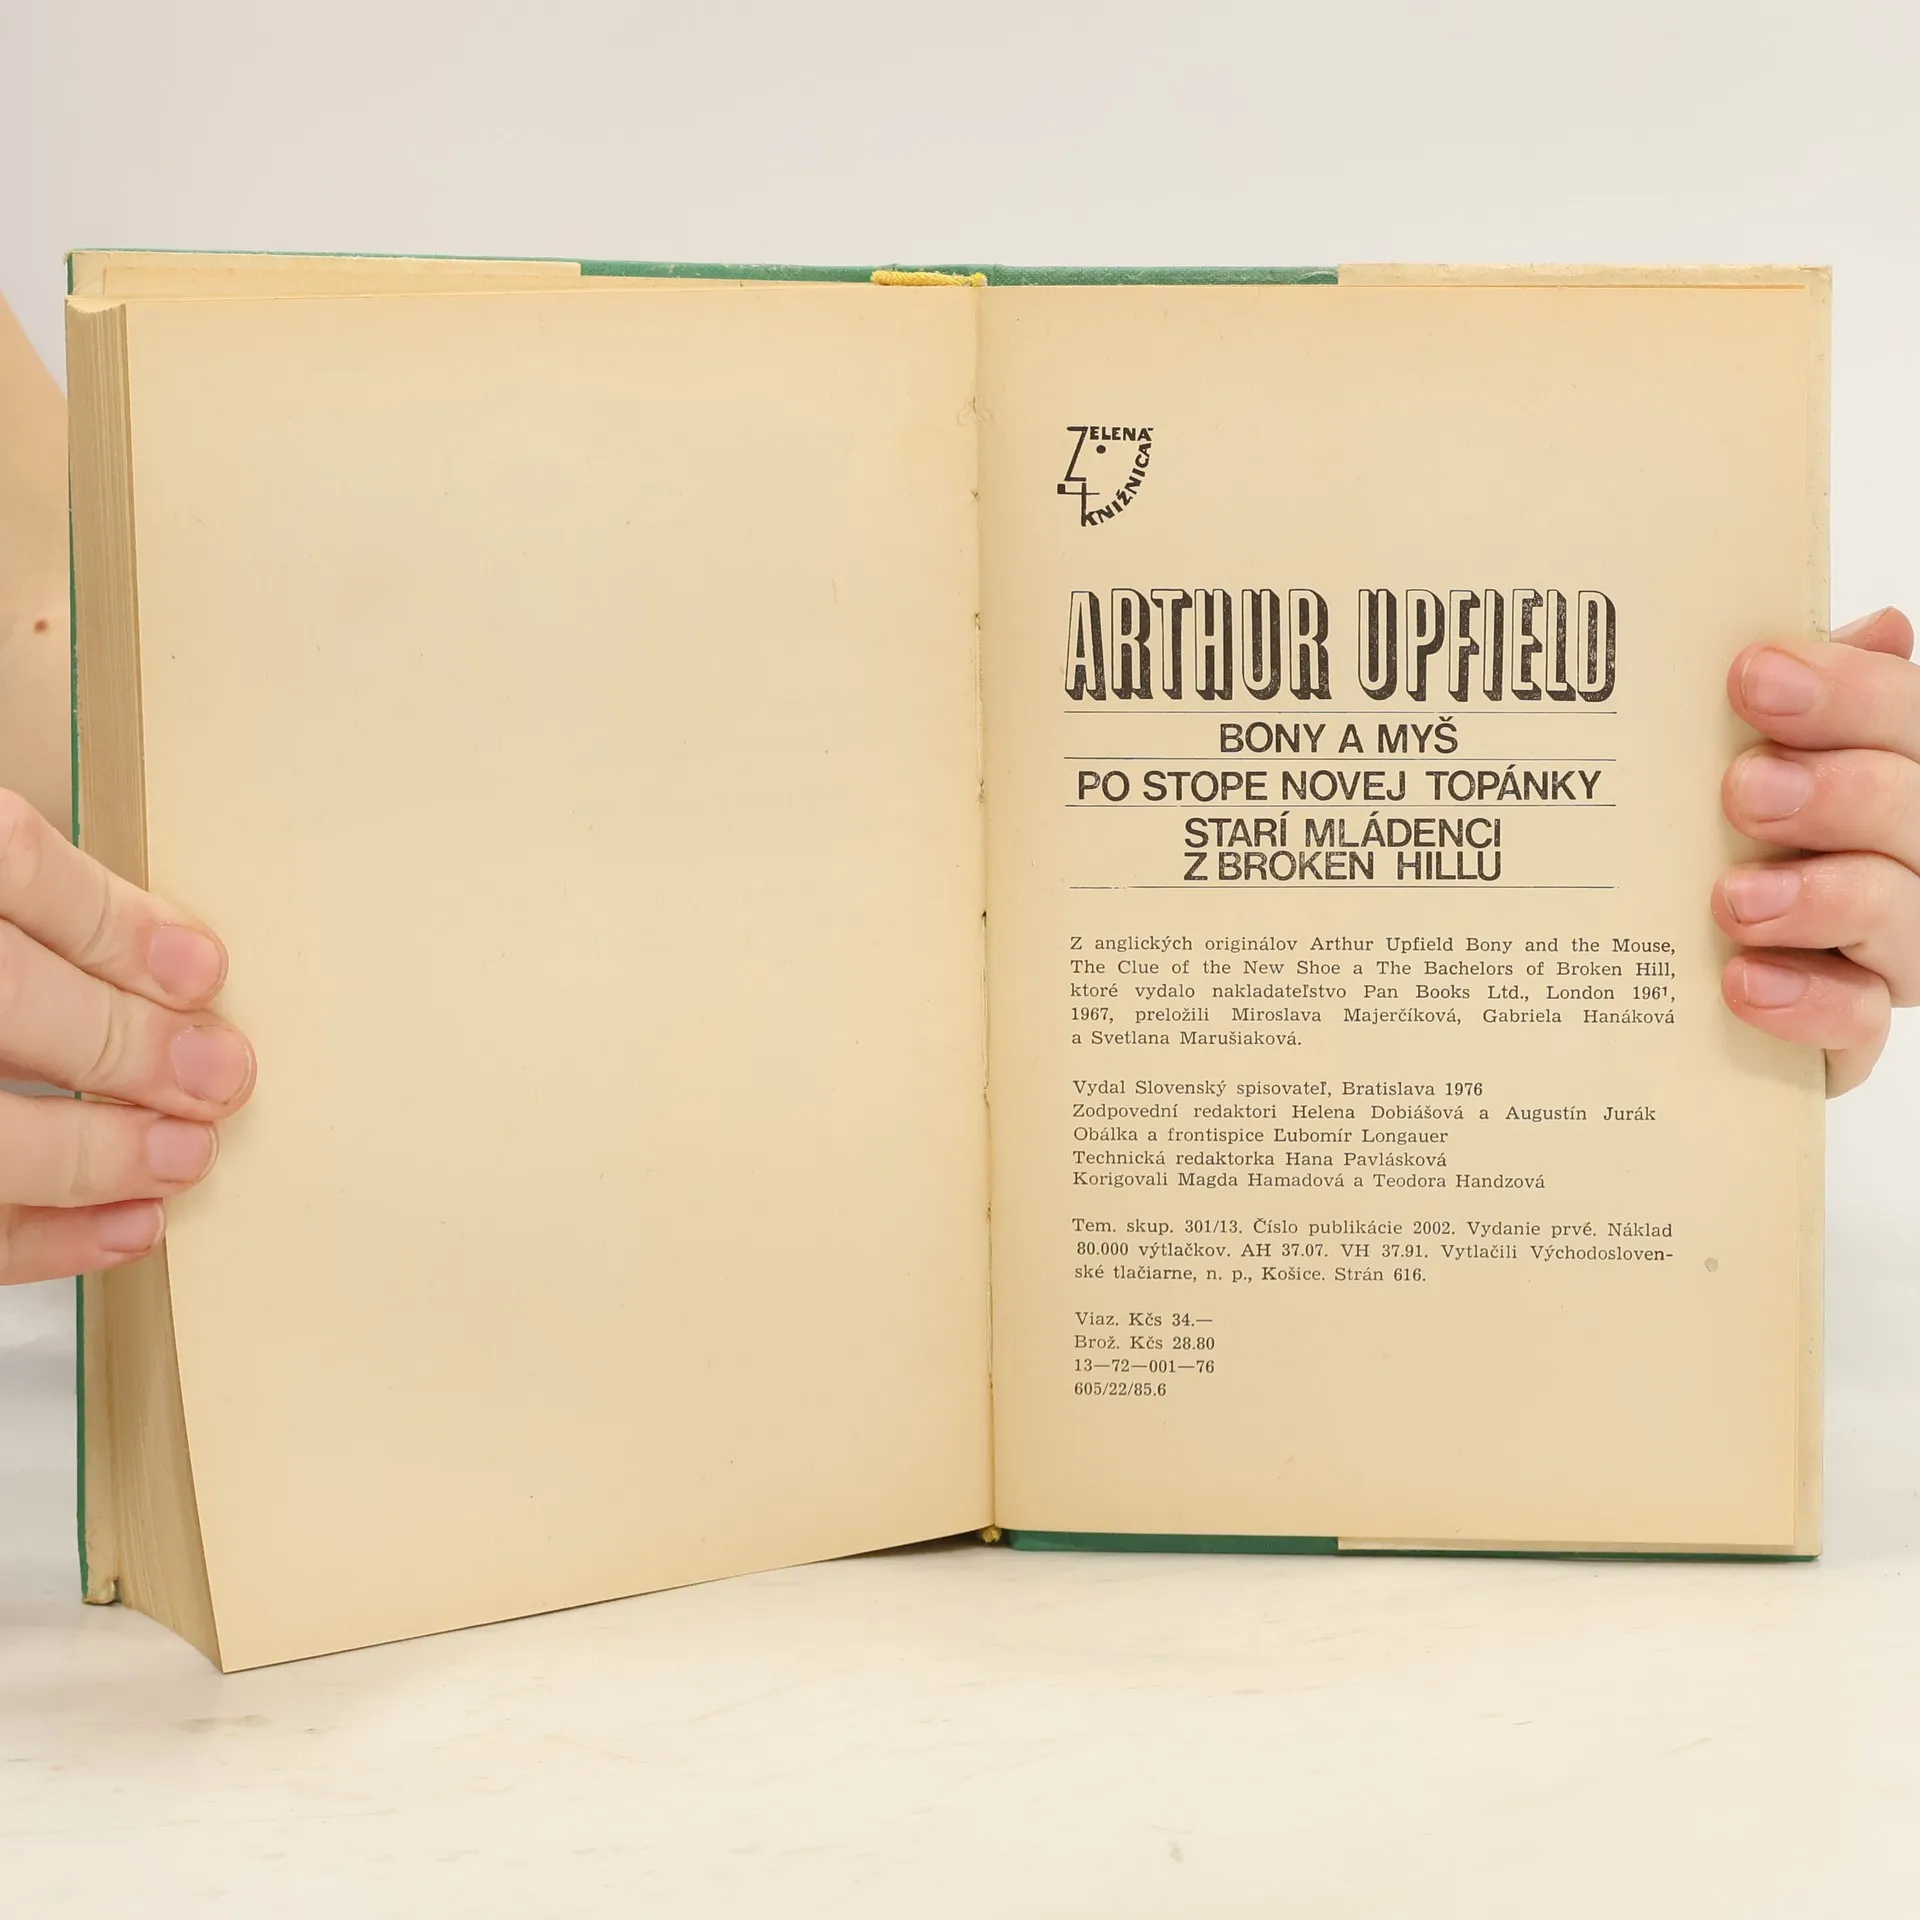 ZELENÁ
KNIŽNICA
ARTHUR UPFIELD
BONY A MYŠ
PO STOPE NOVEJ TOPÁNKY
STARÍ MLÁDENCI
Z BROKEN HILLU
Z anglických originálov Arthur Upfield Bony and the Mouse,
The Clue of the New Shoe a The Bachelors of Broken Hill,
ktoré vydalo nakladateľstvo Pan Books Ltd., London 1961,
1967, preložili Miroslava Majerčíková, Gabriela Hanáková
a Svetlana Marušiaková.
Vydal Slovenský spisovateľ, Bratislava 1976
Zodpovední redaktori Helena Dobiášová a Augustín Jurák
Obálka a frontispice Ľubomír Longauer
Technická redaktorka Hana Pavlásková
Korigovali Magda Hamadová a Teodora Handzová
Tem. skup. 301/13. Číslo publikácie 2002. Vydanie prvé. Náklad
80.000 výtlačkov. AH 37.07. VH 37.91. Vytlačili Východosloven-
ské tlačiarne, n. p., Košice. Strán 616.
Viaz. Kčs 34.—
Brož. Kčs 28.80
13—72—001—76
605/22/85.6